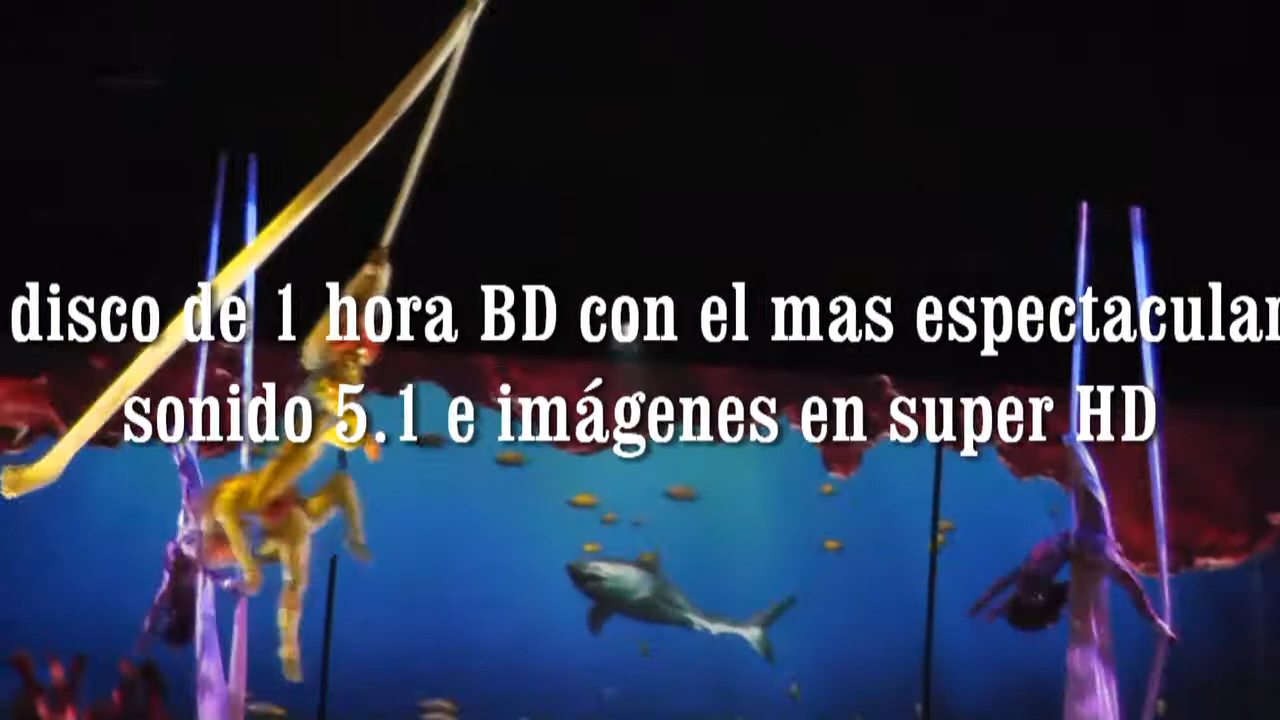 disco de 1 hora BD con el mas espectacular
sonido 5.1 e imágenes en super HD